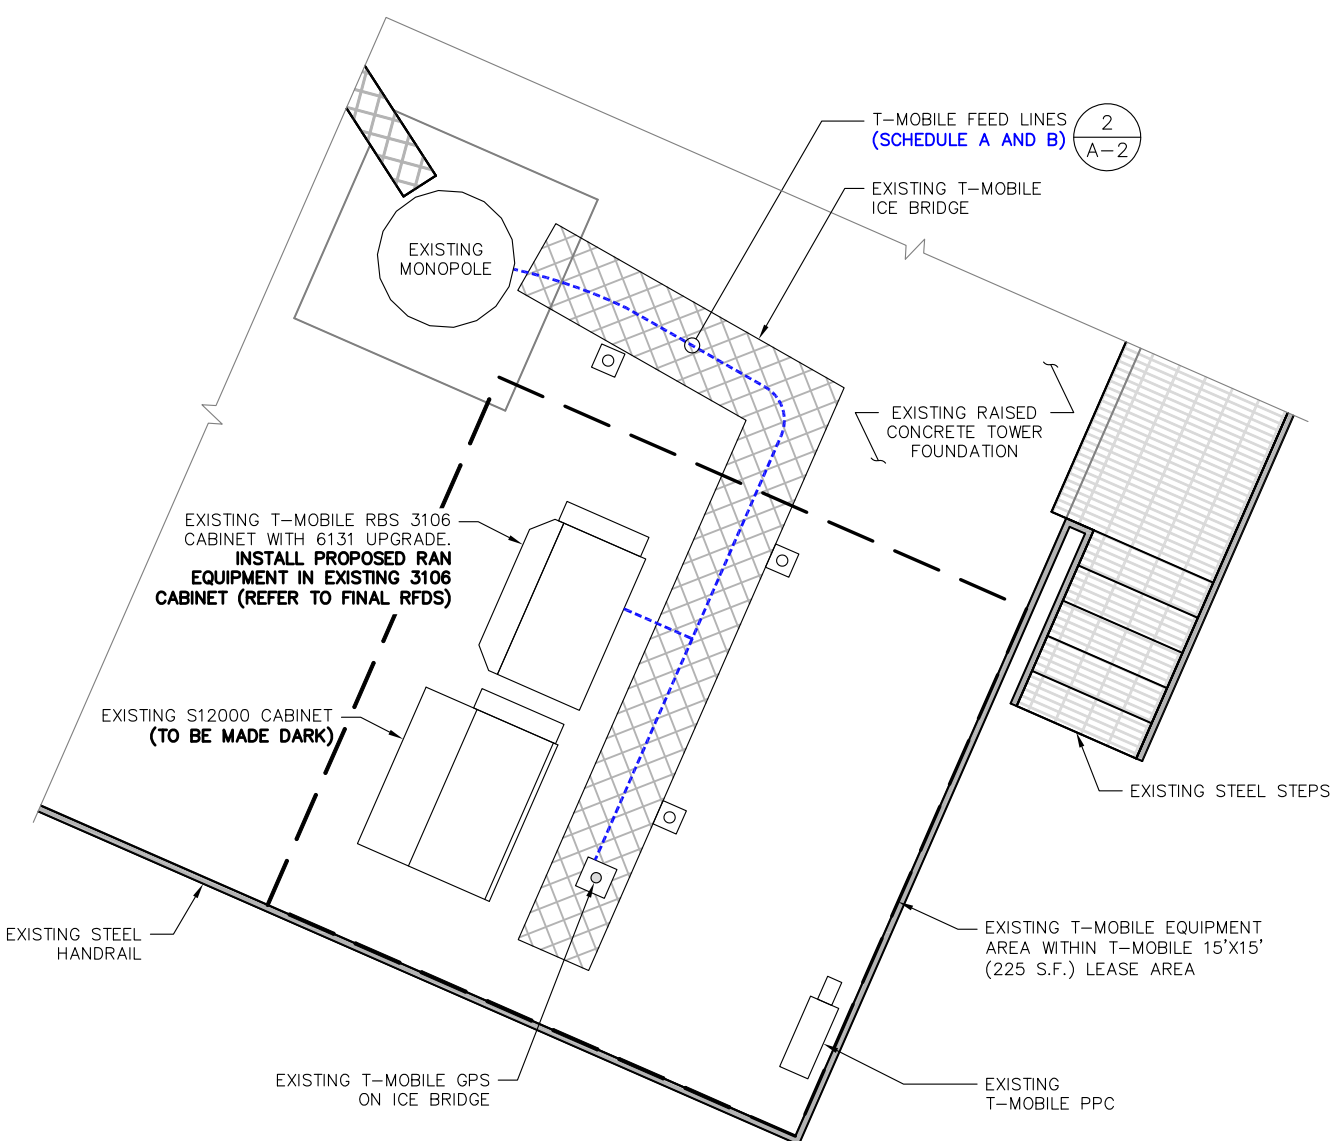 T-MOBILE FEED LINES
(SCHEDULE A AND B)
2
A-2
EXISTING T-MOBILE
ICE BRIDGE
EXISTING
MONOPOLE
EXISTING RAISED
CONCRETE TOWER
FOUNDATION
EXISTING T-MOBILE RBS 3106
CABINET WITH 6131 UPGRADE.
INSTALL PROPOSED RAN
EQUIPMENT IN EXISTING 3106
CABINET (REFER TO FINAL RFDS)
EXISTING S12000 CABINET
(TO BE MADE DARK)
EXISTING STEEL STEPS
EXISTING STEEL
HANDRAIL
EXISTING T-MOBILE EQUIPMENT
AREA WITHIN T-MOBILE 15'X15'
(225 S.F.) LEASE AREA
EXISTING T-MOBILE GPS
ON ICE BRIDGE
EXISTING
T-MOBILE PPC